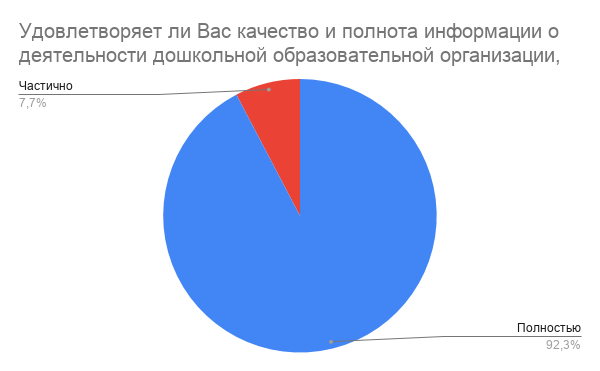 Удовлетворяет ли Вас качество и полнота информации о
деятельности дошкольной образовательной организации,
Частично
7,7%
Полностью
92,3%